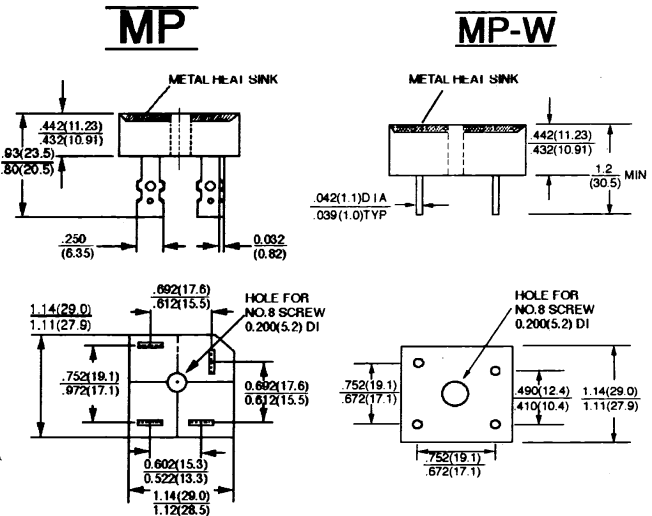 MP
METAL HEAT SINK
.442(11.23)
.432(10.91)
.93(23.5)
.80(20.5)
.250
(6.35)
0.032
(0.82)
MP-W
METAL HEAT SINK
.442(11.23)
.432(10.91)
1.2
(30.5)
MIN
.042(1.1)DIA
.039(1.0)TYP
.692(17.6)
.612(15.5)
1.14(29.0)
1.11(27.9)
HOLE FOR
NO.8 SCREW
0.200(5.2) DI
.752(19.1)
.972(17.1)
0.692(17.6)
0.612(15.5)
0.602(15.3)
0.522(13.3)
1.14(29.0)
1.12(28.5)
HOLE FOR
NO.8 SCREW
0.200(5.2) DI
.752(19.1)
.672(17.1)
.490(12.4)
.410(10.4)
1.14(29.0)
1.11(27.9)
.752(19.1)
.672(17.1)